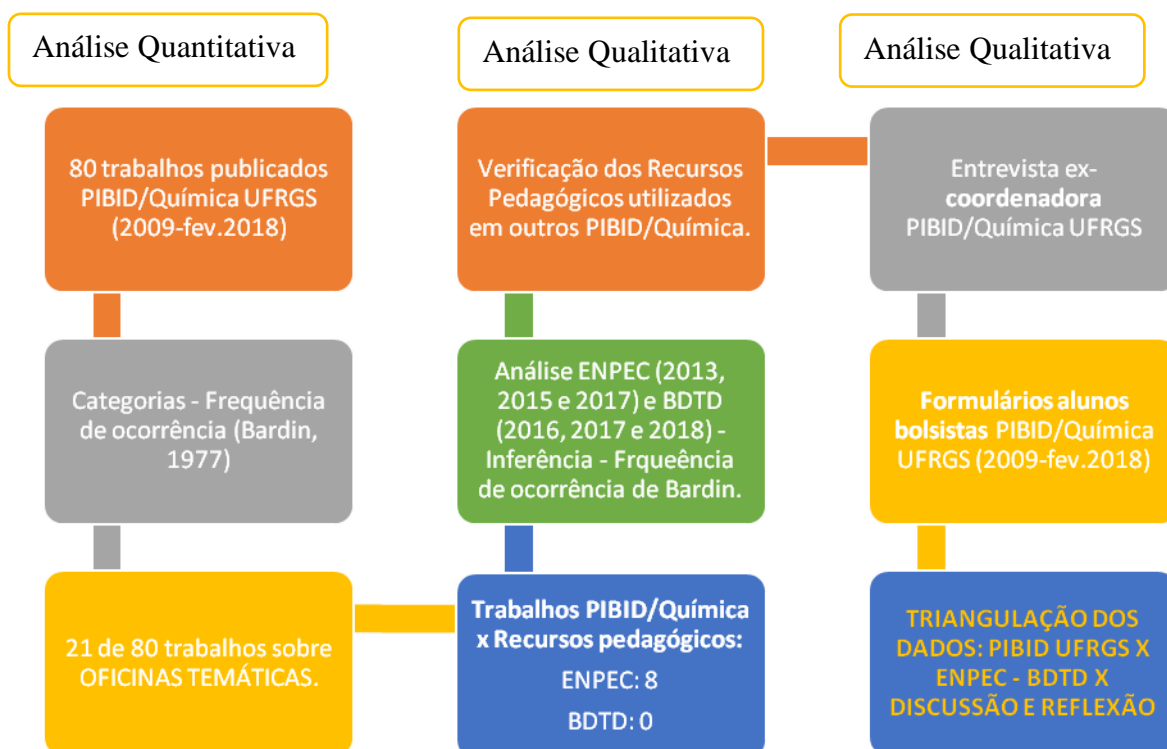 Análise Quantitativa
80 trabalhos publicados
PIBID/Química UFRGS
(2009-fev.2018)
Categorias - Frequência
de ocorrência (Bardin,
1977)
21 de 80 trabalhos sobre
OFICINAS TEMÁTICAS.
Análise Qualitativa
Verificação dos Recursos
Pedagógicos utilizados
em outros PIBID/Química.
Análise ENPEC (2013,
2015 e 2017) e BDTD
(2016, 2017 e 2018) -
Inferência - Frqueência
de ocorrência de Bardin.
Trabalhos PIBID/Química
x Recursos pedagógicos:
ENPEC: 8
BDTD: 0
Análise Qualitativa
Entrevista ex-
coordenadora
PIBID/Química UFRGS
Formulários alunos
bolsistas PIBID/Química
UFRGS (2009-fev.2018)
TRIANGULAÇÃO DOS
DADOS: PIBID UFRGS X
ENPEC - BDTD X
DISCUSSÃO E REFLEXÃO